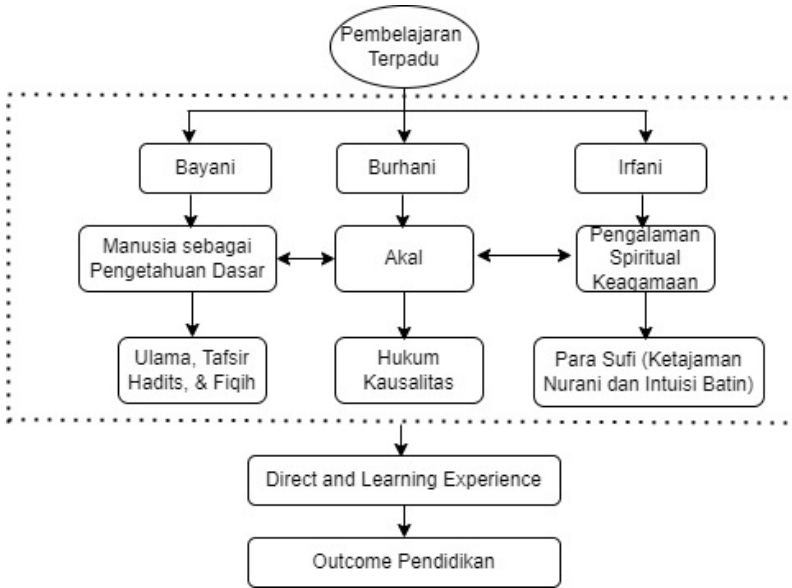 Pembelajaran
Terpadu
Bayani
Burhani
Irfani
Manusia sebagai
Pengetahuan Dasar
Akal
Pengalaman
Spiritual
Keagamaan
Ulama, Tafsir
Hadits, & Fiqih
Hukum
Kausalitas
Para Sufi (Ketajaman
Nurani dan Intuisi Batin)
Direct and Learning Experience
Outcome Pendidikan